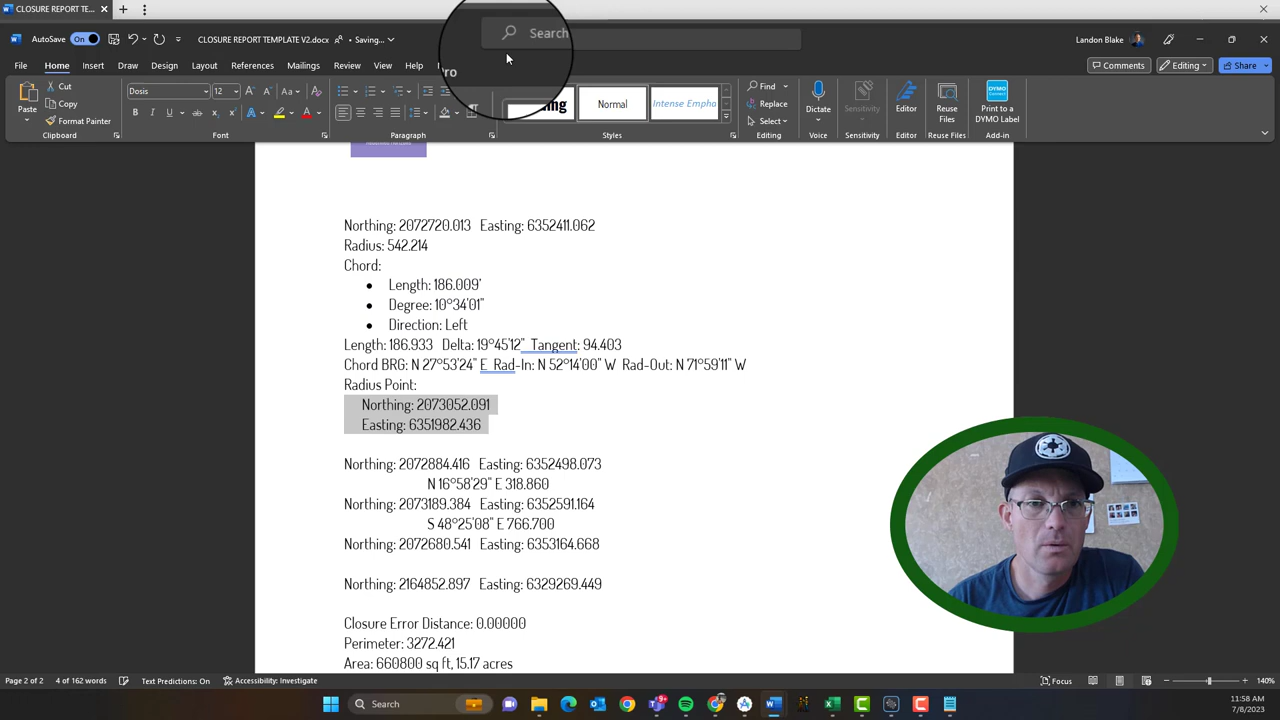 CLOSURE REPORT TEMPLATE V2...
AutoSave On CLOSURE REPORT TEMPLATE V2.docx • Saving... Search Landon Blake
File Home Insert Draw Design Layout References Mailings Review View Pro Comments Editing Share
Paste Cut Copy Format Painter Clipboard
Dosis 12 Font
Paragraph
Normal Intense Empha Styles
Find Replace Select Editing
Dictate Voice
Sensitivity Sensitivity
Editor Editor
Reuse Files Reuse Files
Print to a DYMO Label Add-in
Northing: 2072720.013 Easting: 6352411.062
Radius: 542.214
Chord:
• Length: 186.009'
• Degree: 10°34'01"
• Direction: Left
Length: 186.933 Delta: 19°45'12" Tangent: 94.403
Chord BRG: N 27°53'24" E Rad-In: N 52°14'00" W Rad-Out: N 71°59'11" W
Radius Point:
Northing: 2073052.091
Easting: 6351982.436
Northing: 2072884.416 Easting: 6352498.073
N 16°58'29" E 318.860
Northing: 2073189.384 Easting: 6352591.164
S 48°25'08" E 766.700
Northing: 2072680.541 Easting: 6353164.668
Northing: 2164852.897 Easting: 6329269.449
Closure Error Distance: 0.00000
Perimeter: 3272.421
Area: 660800 sq ft, 15.17 acres
Page 2 of 2 4 of 162 words Text Predictions: On Accessibility: Investigate Focus 140%
Search 11:58 AM
7/8/2023